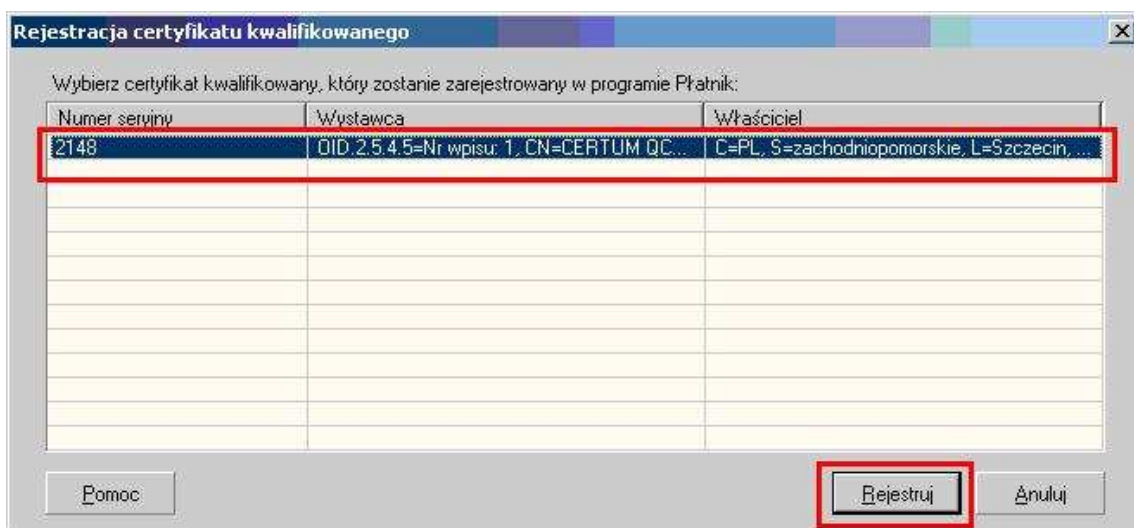 Rejestracja certyfikatu kwalifikowanego
Wybierz certyfikat kwalifikowany, który zostanie zarejestrowany w programie Płatnik:
Numer seryjny Wystawca Właściciel
2148 OID.2.5.4.5=Nr wpisu: 1, CN=CERTUM QC... C=PL, S=zachodniopomorskie, L=Szczecin, ...
Pomoc Rejestruj Anuluj